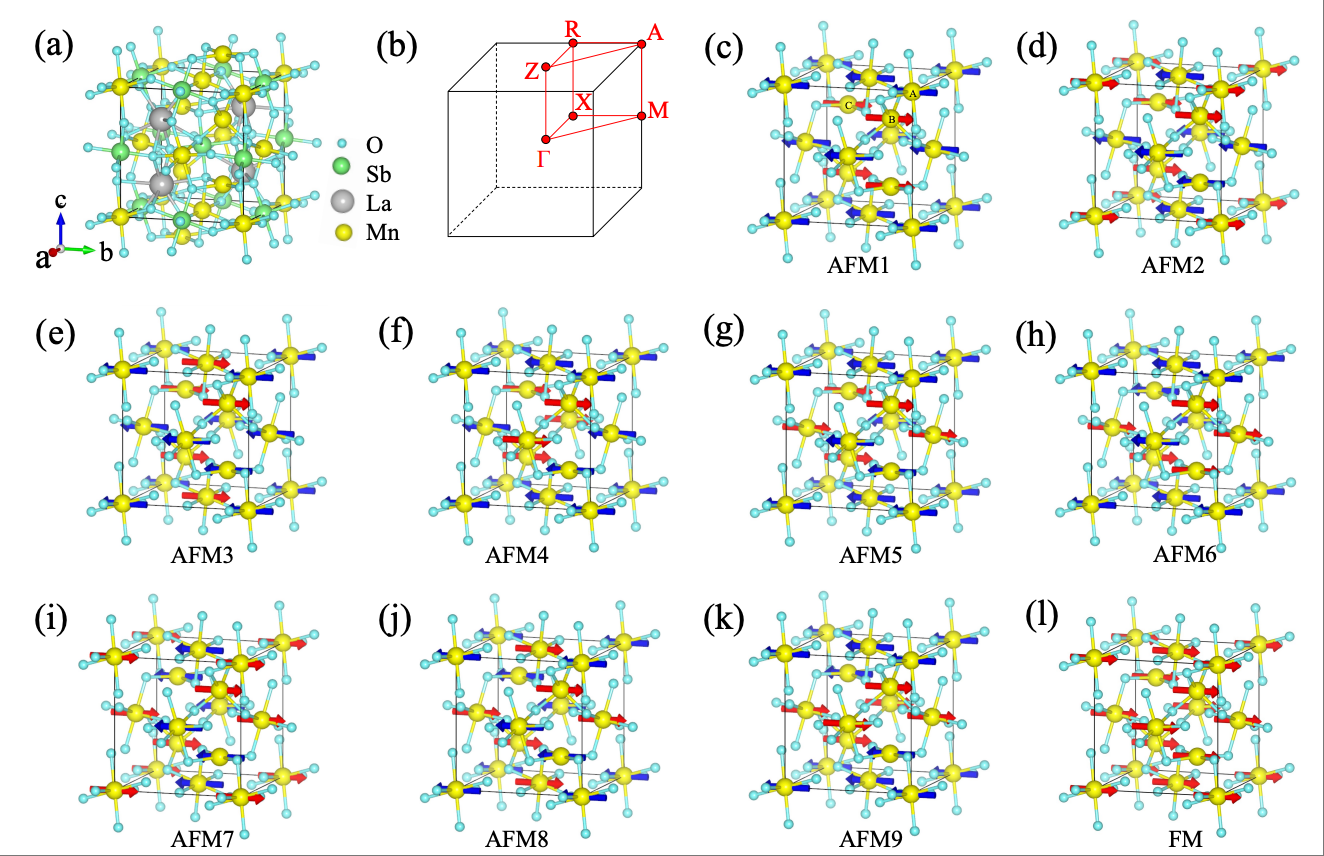 (a)
O
Sb
La
Mn
c
a
b
(b)
R
A
Z
X
M
Γ
(c)
A
C
B
AFM1
(d)
AFM2
(e)
AFM3
(f)
AFM4
(g)
AFM5
(h)
AFM6
(i)
AFM7
(j)
AFM8
(k)
AFM9
(l)
FM